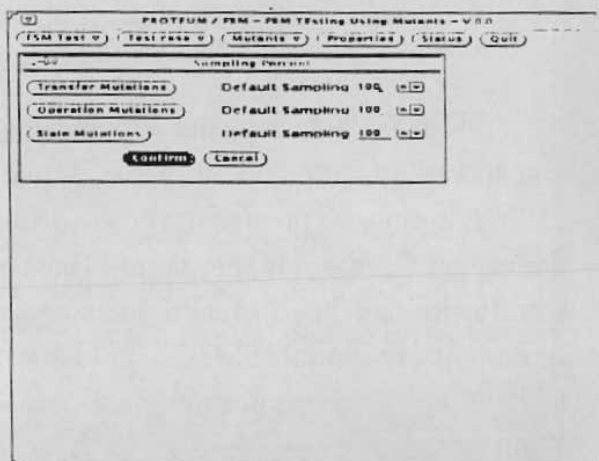 PROTEUM / FSM - FSM TEsting Using Mutants - V 0.0
FSM Test Test case Mutants Properties Status Quit
Sampling Percent
Transfer Mutations Default Sampling 100
Operation Mutations Default Sampling 100
State Mutations Default Sampling 100
Confirm Cancel